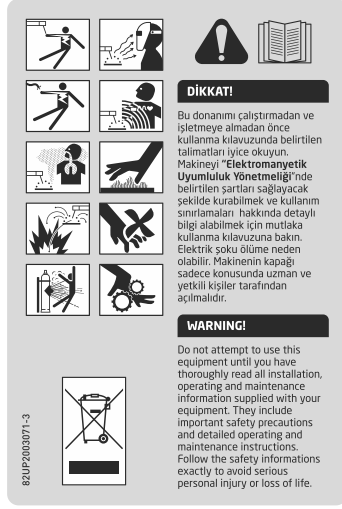 DİKKAT!
Bu donanımı çalıştırmadan ve
işletmeye almadan önce
kullanma kılavuzunda belirtilen
talimatları iyice okuyun.
Makineyi "Elektromanyetik
Uyumluluk Yönetmeliği"nde
belirtilen şartları sağlayacak
şekilde kurabilmek ve kullanım
sınırlamaları hakkında detaylı
bilgi alabilmek için mutlaka
kullanma kılavuzuna bakın.
Elektrik şoku ölüme neden
olabilir. Makinenin kapağı
sadece konusunda uzman ve
yetkili kişiler tarafından
açılmalıdır.
WARNING!
Do not attempt to use this
equipment until you have
thoroughly read all installation,
operating and maintenance
information supplied with your
equipment. They include
important safety precautions
and detailed operating and
maintenance instructions.
Follow the safety informations
exactly to avoid serious
personal injury or loss of life.
82UP2003071-3